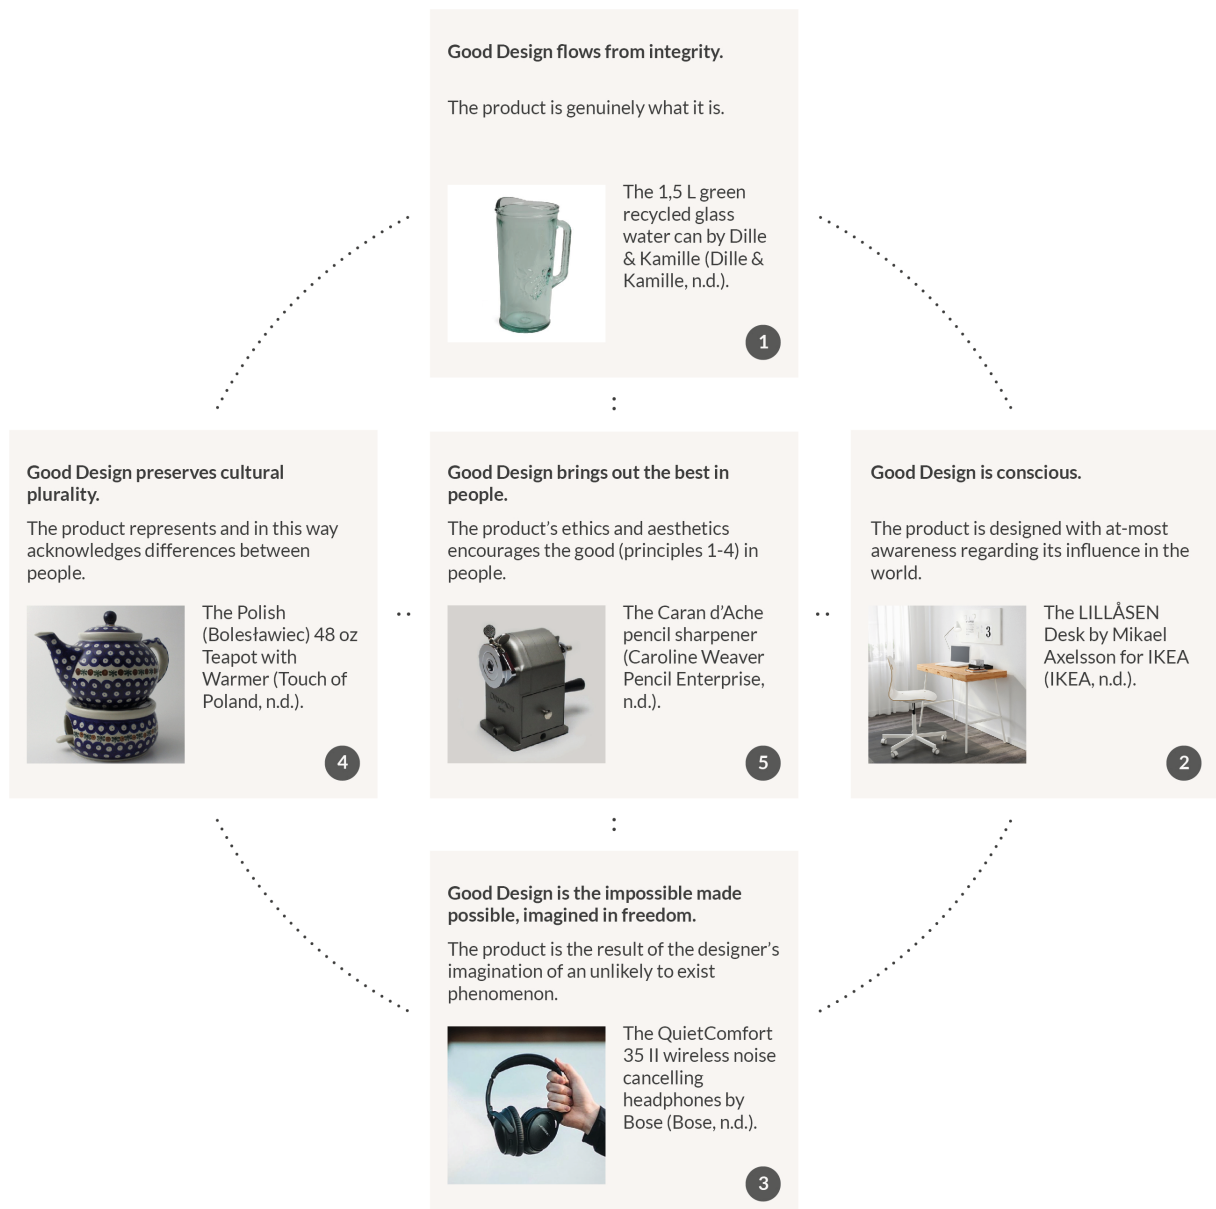 Good Design flows from integrity.
The product is genuinely what it is.
The 1,5 L green
recycled glass
water can by Dille
& Kamille (Dille &
Kamille, n.d.).
1
Good Design preserves cultural
plurality.
The product represents and in this way
acknowledges differences between
people.
The Polish
(Bolesławiec) 48 oz
Teapot with
Warmer (Touch of
Poland, n.d.).
4
Good Design brings out the best in
people.
The product’s ethics and aesthetics
encourages the good (principles 1-4) in
people.
The Caran d’Ache
pencil sharpener
(Caroline Weaver
Pencil Enterprise,
n.d.).
5
Good Design is conscious.
The product is designed with at-most
awareness regarding its influence in the
world.
3
The LILLÅSEN
Desk by Mikael
Axelsson for IKEA
(IKEA, n.d.).
2
Good Design is the impossible made
possible, imagined in freedom.
The product is the result of the designer’s
imagination of an unlikely to exist
phenomenon.
The QuietComfort
35 II wireless noise
cancelling
headphones by
Bose (Bose, n.d.).
3